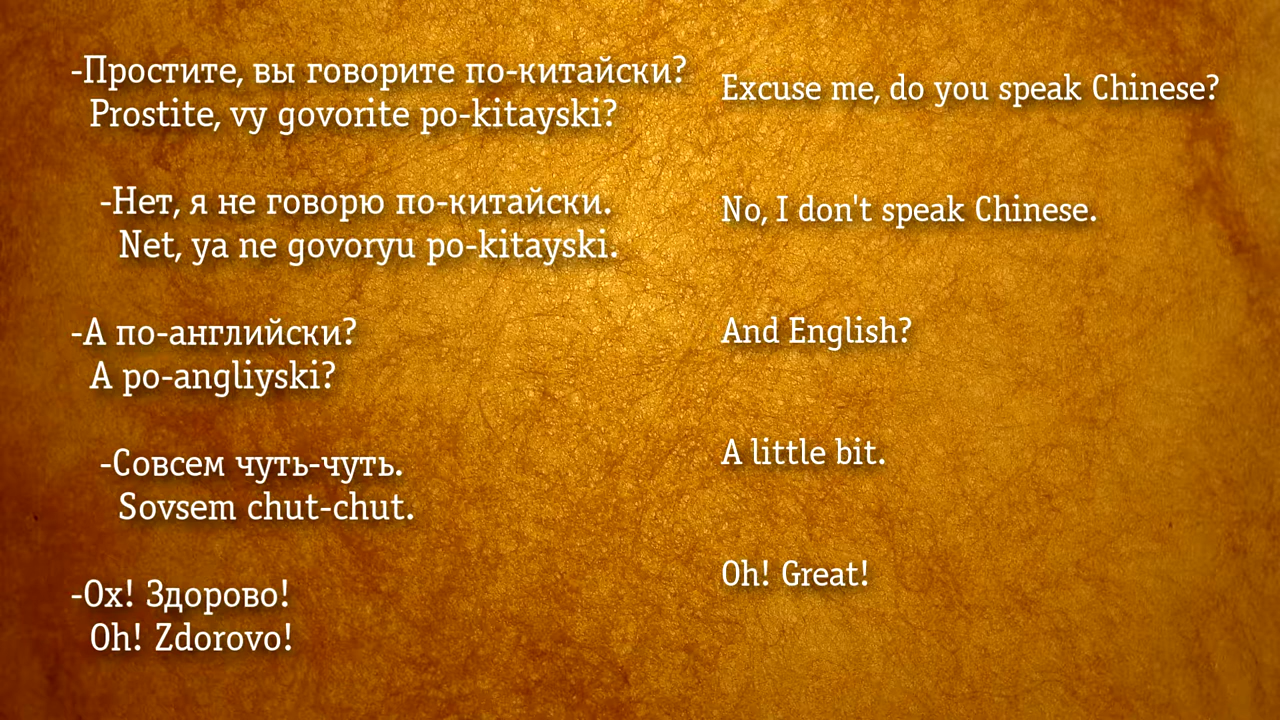 -Простите, вы говорите по-китайски?
Prostite, vy govorite po-kitayski?
Excuse me, do you speak Chinese?
-Нет, я не говорю по-китайски.
Net, ya ne govoryu po-kitayski.
No, I don't speak Chinese.
-А по-английски?
A po-angliyski?
And English?
-Совсем чуть-чуть.
Sovsem chut-chut.
A little bit.
-Ох! Здорово!
Oh! Zdorovo!
Oh! Great!